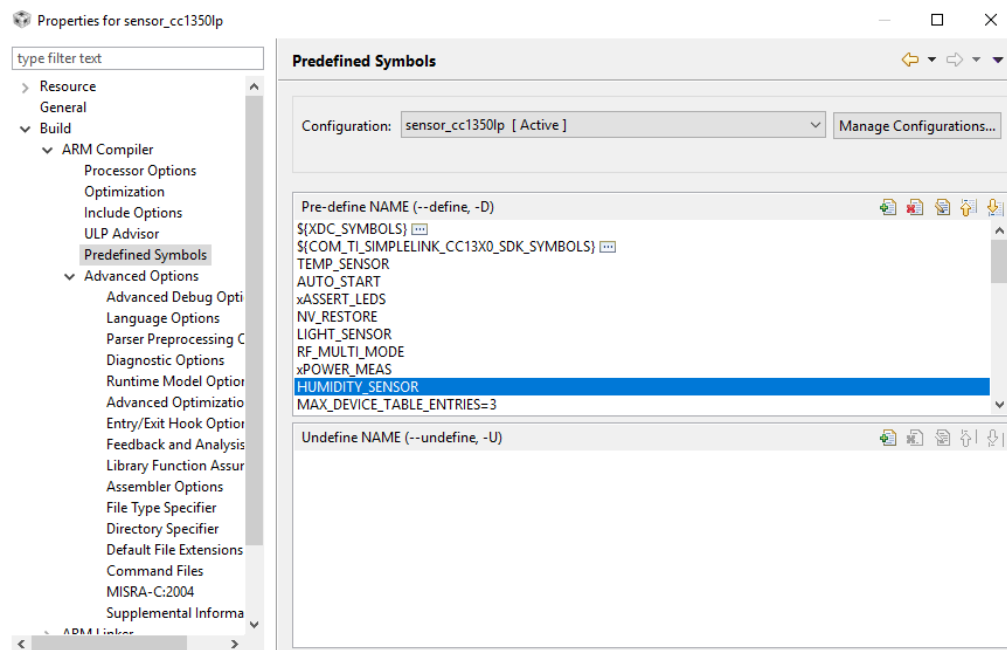 Properties for sensor_cc1350lp
type filter text
Resource
General
Build
ARM Compiler
Processor Options
Optimization
Include Options
ULP Advisor
Predefined Symbols
Advanced Options
Advanced Debug Opti
Language Options
Parser Preprocessing C
Diagnostic Options
Runtime Model Option
Advanced Optimizatio
Entry/Exit Hook Option
Feedback and Analysis
Library Function Assur
Assembler Options
File Type Specifier
Directory Specifier
Default File Extensions
Command Files
MISRA-C:2004
Supplemental Informa
ARM Linker
Predefined Symbols
Configuration: sensor_cc1350lp [ Active ] Manage Configurations...
Pre-define NAME (--define, -D)
${XDC_SYMBOLS}
${COM_TI_SIMPLELINK_CC13X0_SDK_SYMBOLS}
TEMP_SENSOR
AUTO_START
xASSERT_LEDS
NV_RESTORE
LIGHT_SENSOR
RF_MULTI_MODE
xPOWER_MEAS
HUMIDITY_SENSOR
MAX_DEVICE_TABLE_ENTRIES=3
Undefine NAME (--undefine, -U)